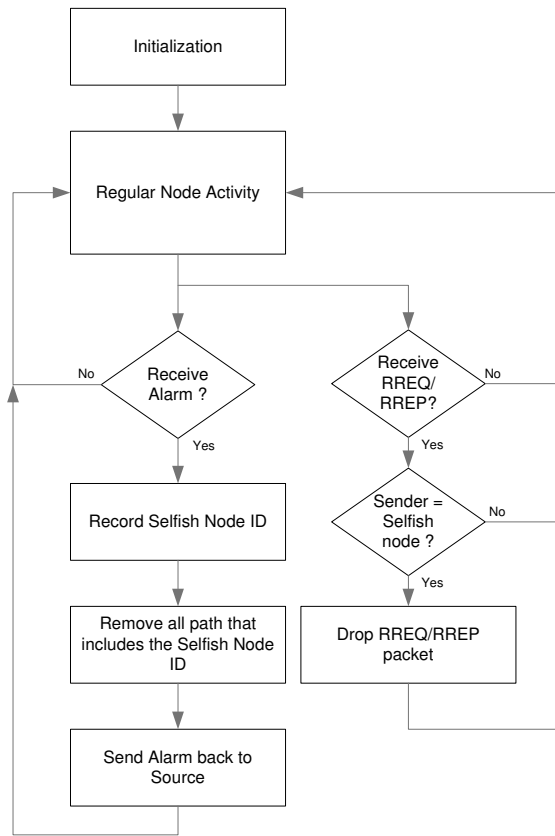 Initialization
Regular Node Activity
No
Receive
Alarm ?
Yes
Receive
RREQ/
RREP?
No
Yes
Record Selfish Node ID
Sender =
Selfish
node ?
No
Yes
Remove all path that
includes the Selfish Node
ID
Drop RREQ/RREP
packet
Send Alarm back to
Source